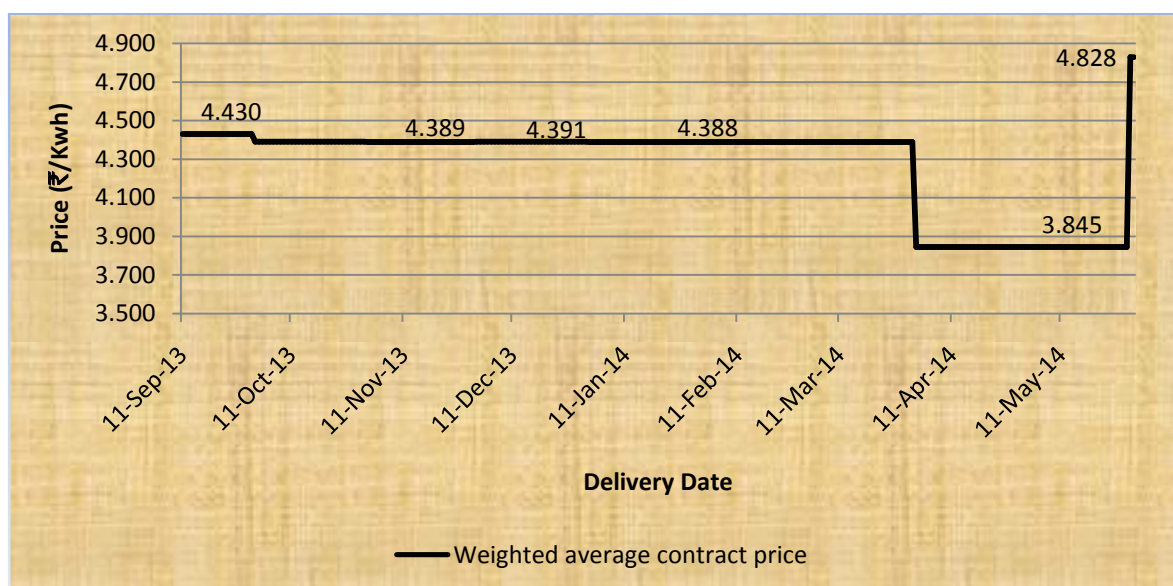 4.900
4.700
4.500
4.300
4.100
3.900
3.700
3.500
Price (₹/Kwh)
4.430
4.389
4.391
4.388
3.845
4.828
11-Sep-13
11-Oct-13
11-Nov-13
11-Dec-13
11-Jan-14
11-Feb-14
11-Mar-14
11-Apr-14
11-May-14
Delivery Date
Weighted average contract price